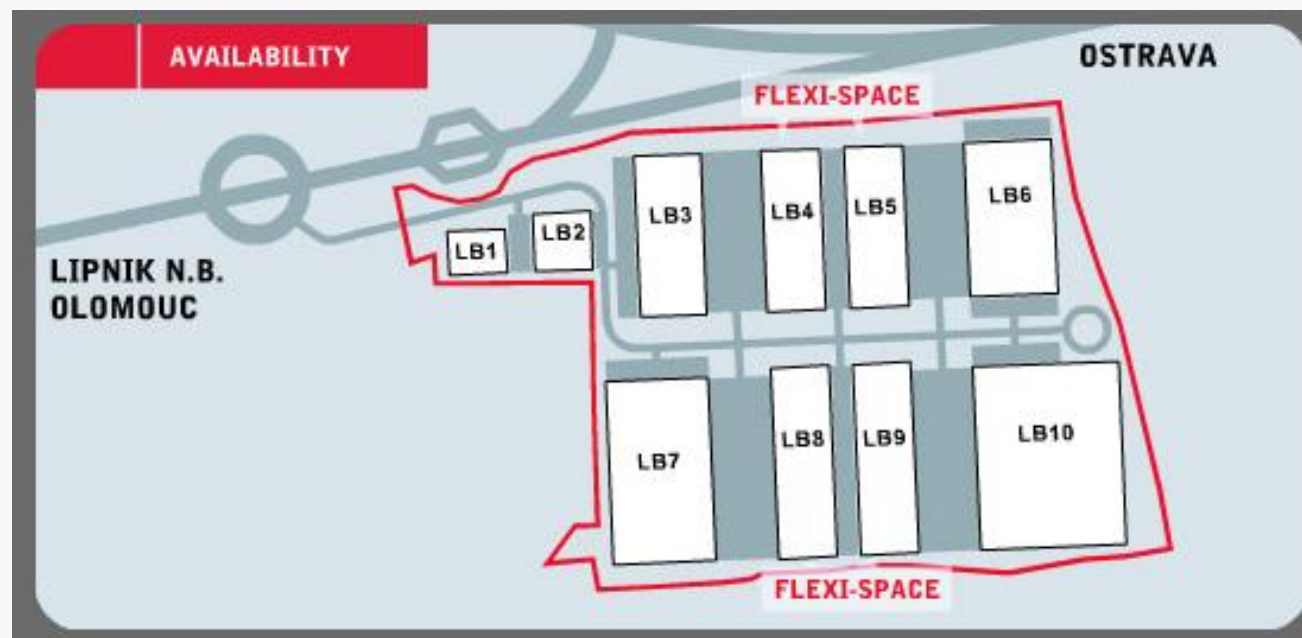 AVAILABILITY
OSTRAVA
FLEXI-SPACE
LB3
LB4
LB5
LB6
LB1
LB2
LIPNIK N.B.
OLOMOUC
LB7
LB8
LB9
LB10
FLEXI-SPACE